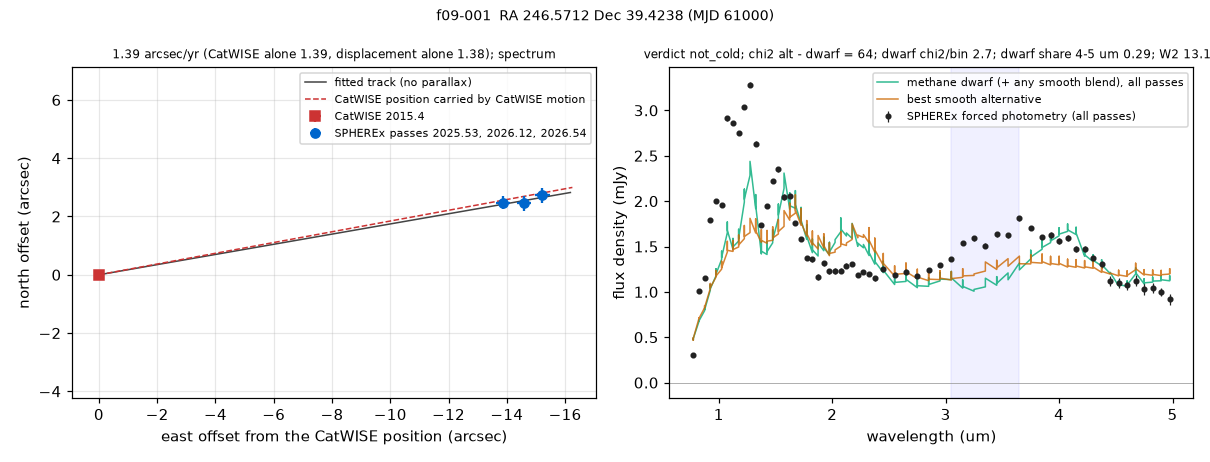 f09-001 RA 246.5712 Dec 39.4238 (MJD 61000)
1.39 arcsec/yr (CatWISE alone 1.39, displacement alone 1.38); spectrum
fitted track (no parallax)
CatWISE position carried by CatWISE motion
CatWISE 2015.4
SPHEREx passes 2025.53, 2026.12, 2026.54
6
4
2
0
−2
−4
north offset (arcsec)
0
−2
−4
−6
−8
−10
−12
−14
−16
east offset from the CatWISE position (arcsec)
verdict not_cold; chi2 alt - dwarf = 64; dwarf chi2/bin 2.7; dwarf share 4-5 um 0.29; W2 13.1
methane dwarf (+ any smooth blend), all passes
best smooth alternative
SPHEREx forced photometry (all passes)
3.0
2.5
2.0
1.5
1.0
0.5
0.0
flux density (mJy)
1
2
3
4
5
wavelength (um)